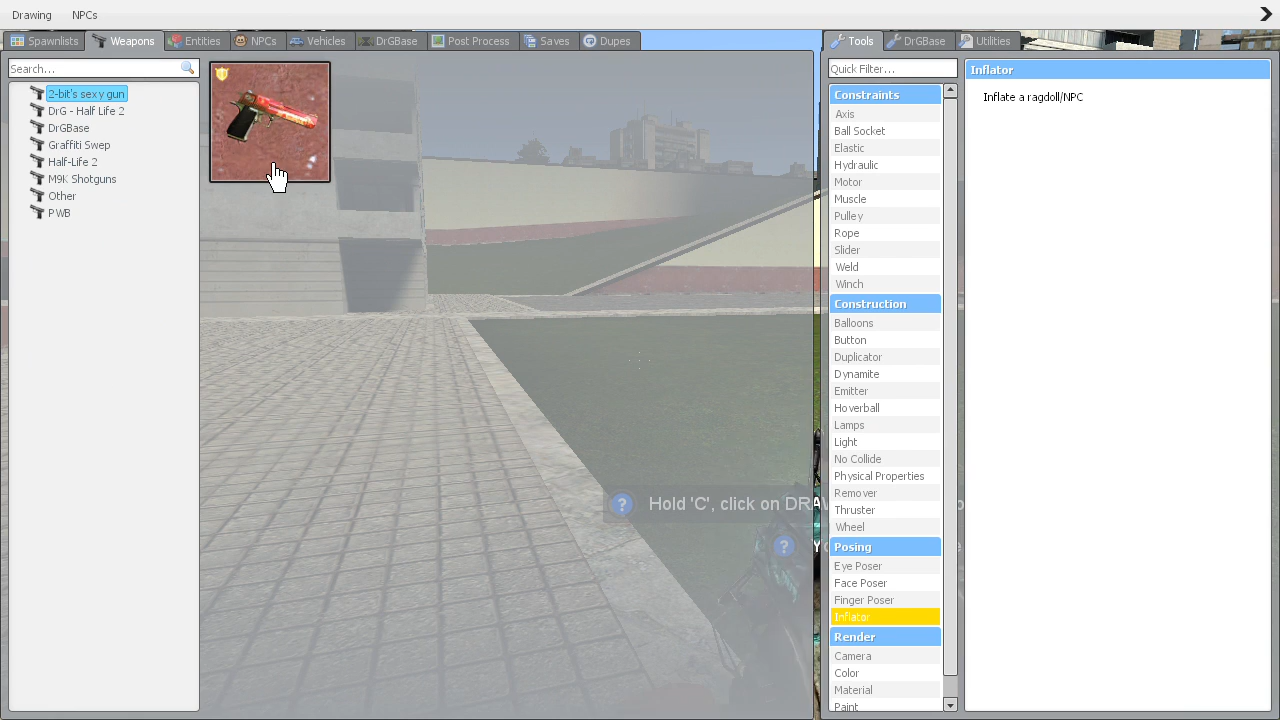 Drawing NPCs
Spawnlists Weapons Entities NPCs Vehicles DrGBase Post Process Saves Dupes
Search...
2-bit's sexy gun
DrG - Half Life 2
DrGBase
Graffiti Swep
Half-Life 2
M9K Shotguns
Other
PWB
Hold 'C', click on DRAW
Tools DrGBase Utilities
Quick Filter...
Constraints
Axis
Ball Socket
Elastic
Hydraulic
Motor
Muscle
Pulley
Rope
Slider
Weld
Winch
Construction
Balloons
Button
Duplicator
Dynamite
Emitter
Hoverball
Lamps
Light
No Collide
Physical Properties
Remover
Thruster
Wheel
Posing
Eye Poser
Face Poser
Finger Poser
Inflator
Render
Camera
Color
Material
Paint
Inflator
Inflate a ragdoll/NPC